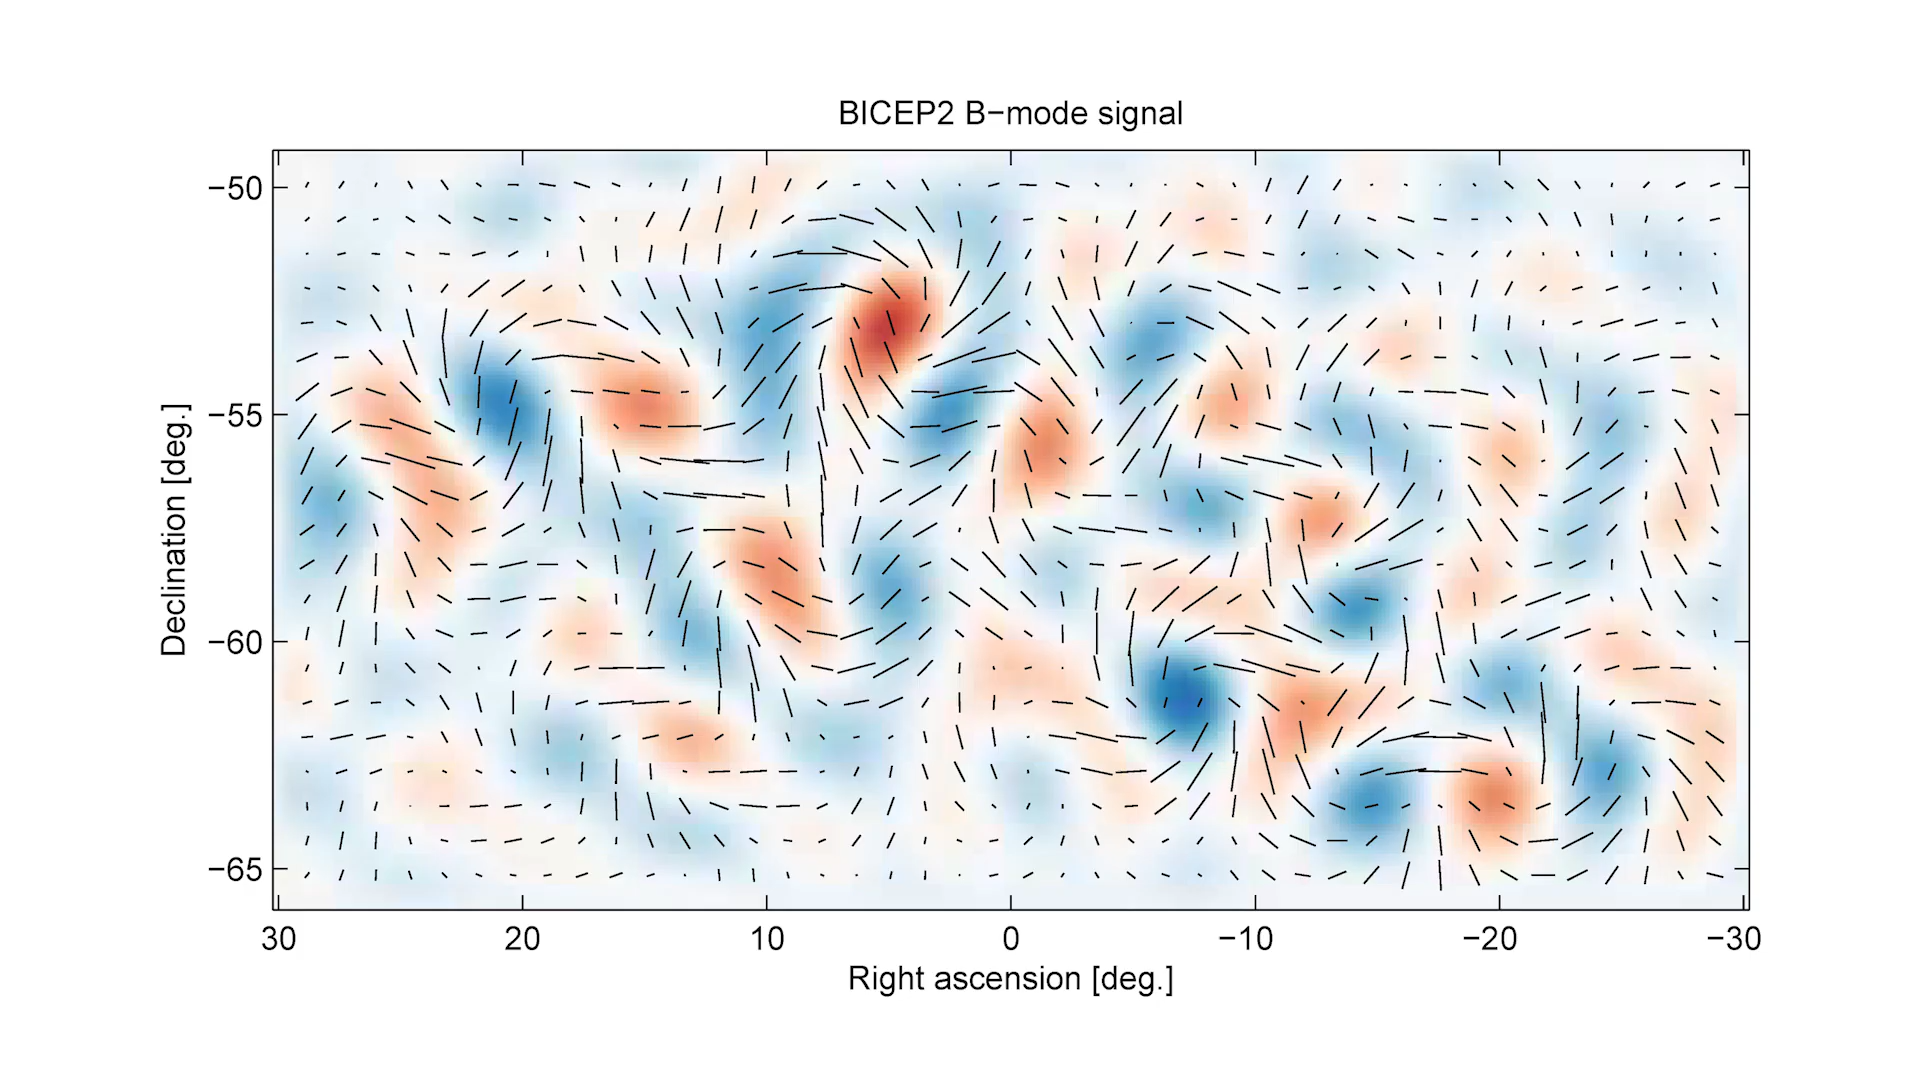 BICEP2 B−mode signal
−50
−55
−60
−65
Declination [deg.]
30 20 10 0 −10 −20 −30
Right ascension [deg.]